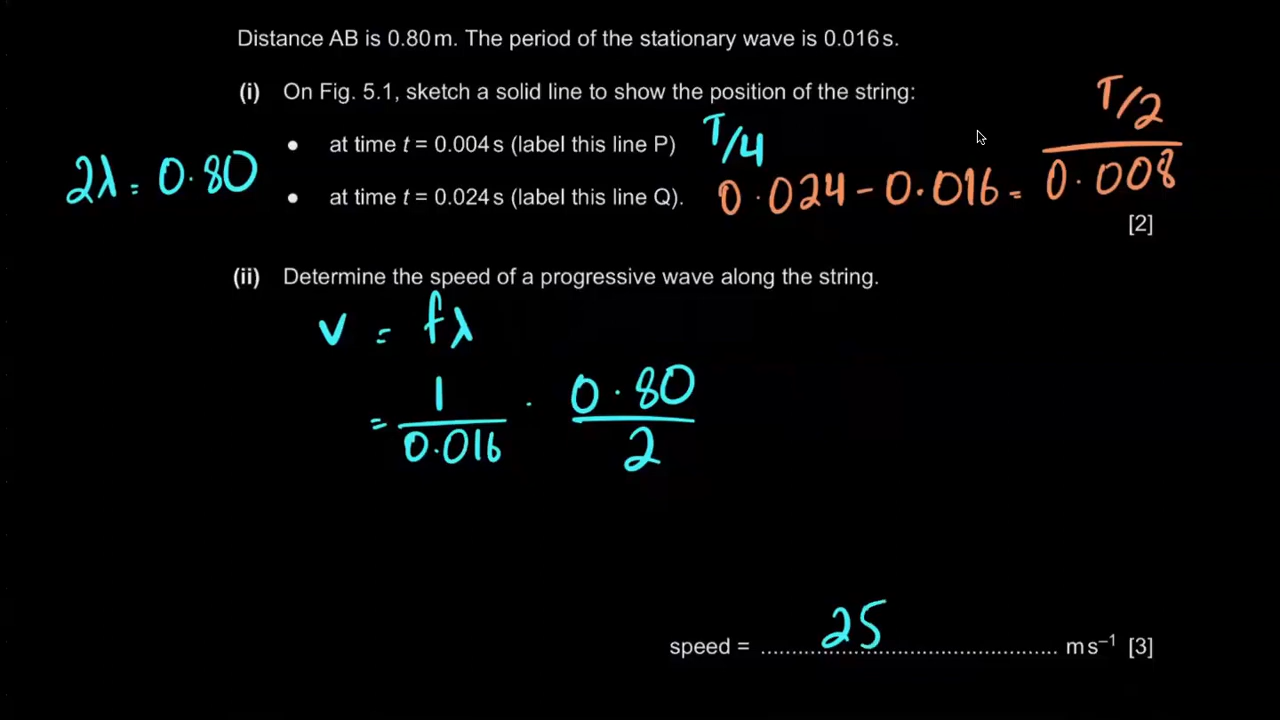 Distance AB is 0.80 m. The period of the stationary wave is 0.016 s.
(i) On Fig. 5.1, sketch a solid line to show the position of the string:
• at time t = 0.004 s (label this line P) T/4
2λ = 0.80
• at time t = 0.024 s (label this line Q). 0.024 - 0.016 = 0.008
T/2
[2]
(ii) Determine the speed of a progressive wave along the string.
v = fλ
= 1/0.016 · 0.80/2
speed = .......... 25 .......... m s⁻¹ [3]